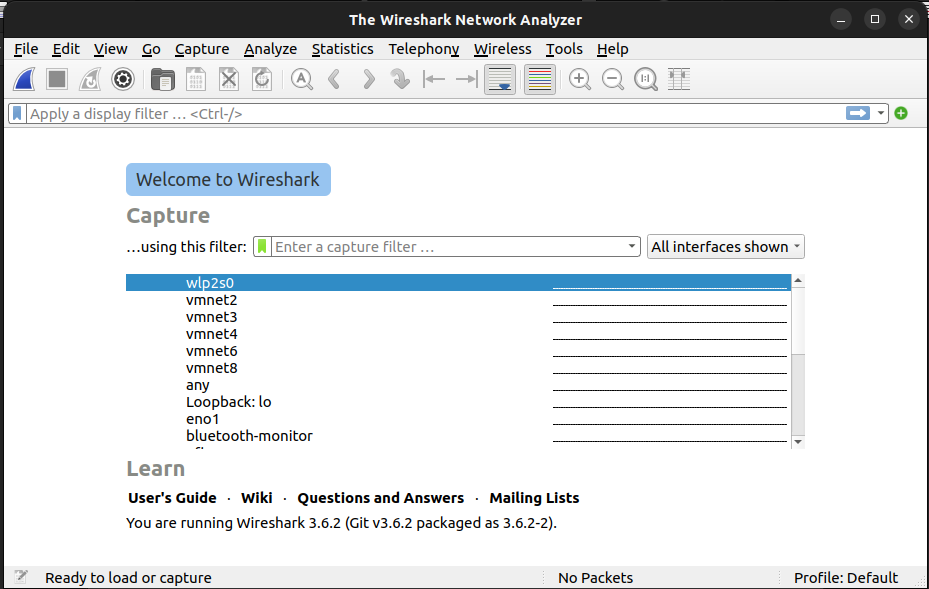 The Wireshark Network Analyzer
File Edit View Go Capture Analyze Statistics Telephony Wireless Tools Help
Apply a display filter … <Ctrl-/>
Welcome to Wireshark
Capture
…using this filter: Enter a capture filter … All interfaces shown
wlp2s0
vmnet2
vmnet3
vmnet4
vmnet6
vmnet8
any
Loopback: lo
eno1
bluetooth-monitor
Learn
User's Guide · Wiki · Questions and Answers · Mailing Lists
You are running Wireshark 3.6.2 (Git v3.6.2 packaged as 3.6.2-2).
Ready to load or capture No Packets Profile: Default